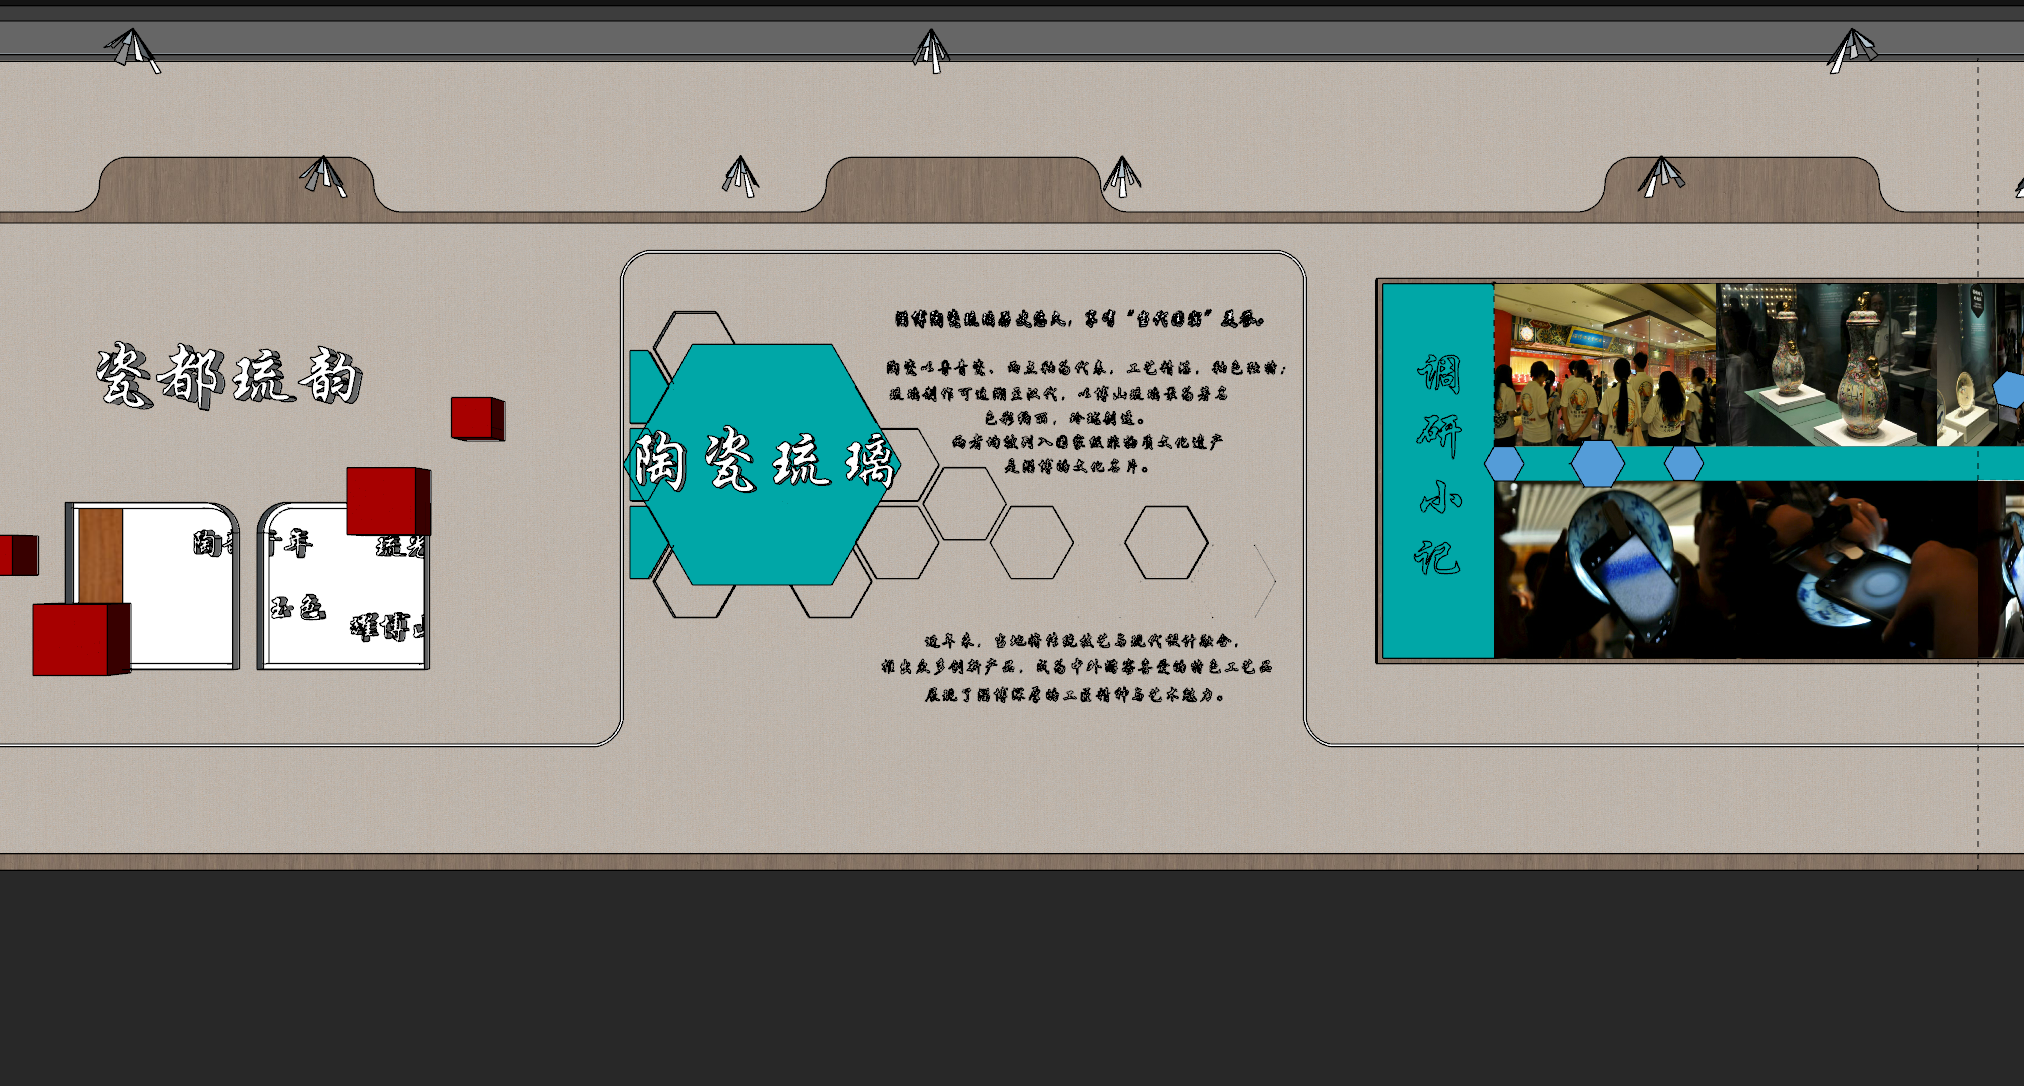 瓷都琉韵
年
琉光
玉色
淄博
陶瓷琉璃
淄博陶瓷琉璃历史悠久，享有“当代国窑”美誉。
陶瓷以鲁青瓷、雨点釉为代表，工艺精湛，釉色独特；
玻璃制作可追溯至汉代，以博山玻璃最为著名
色彩绚丽，冷瑰剔透。
两者均被列入国家级非物质文化遗产
是淄博的文化名片。
近年来，当地将传统技艺与现代设计融合，
推出众多创新产品，成为中外游客喜爱的特色工艺品
展现了淄博深厚的工匠精神与艺术魅力。
调研小记